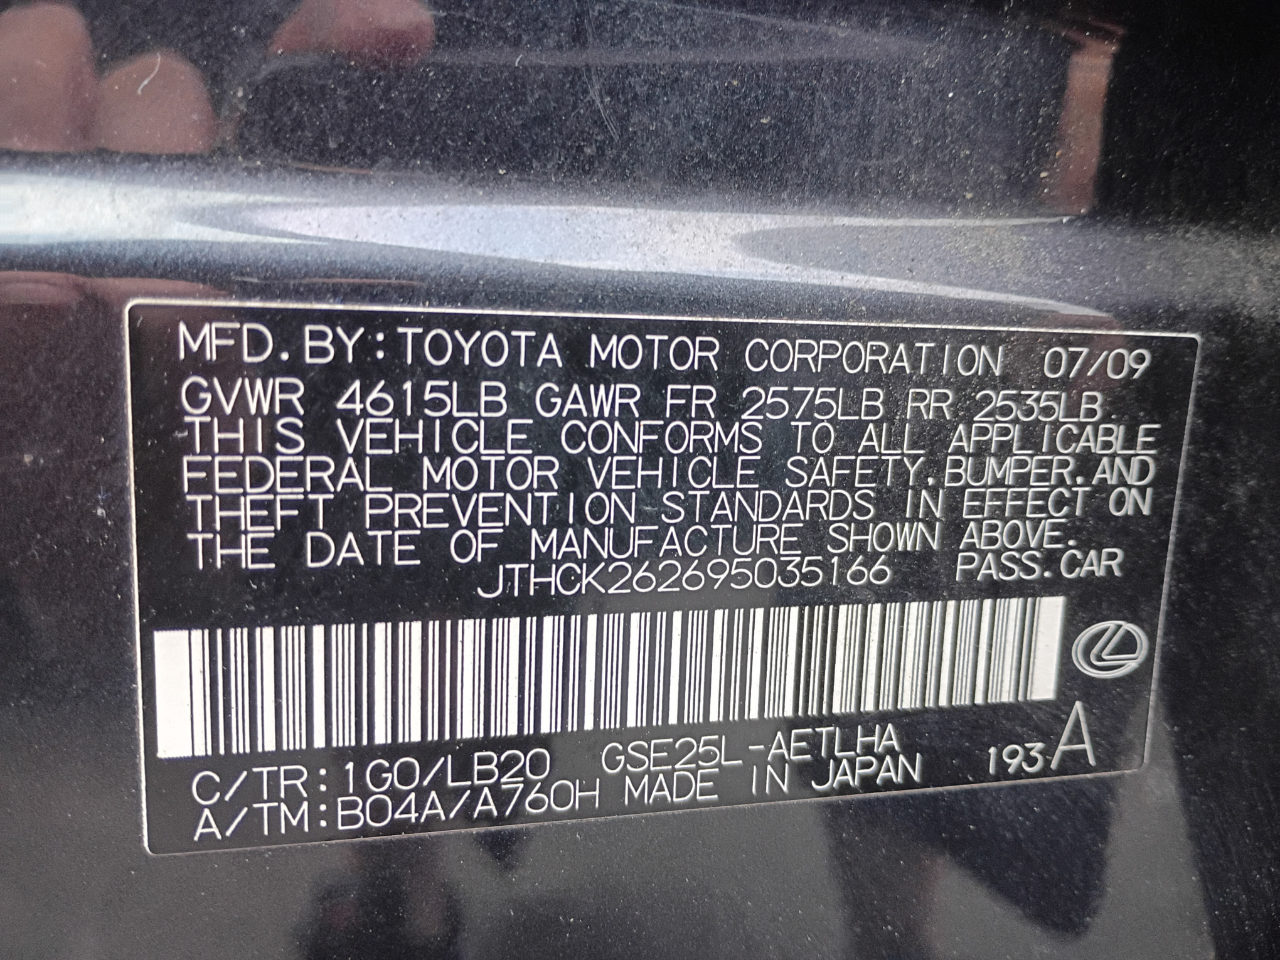 MFD.BY:TOYOTA MOTOR CORPORATION 07/09
GVWR 4615LB GAWR FR 2575LB RR 2535LB
THIS VEHICLE CONFORMS TO ALL APPLICABLE
FEDERAL MOTOR VEHICLE SAFETY,BUMPER,AND
THEFT PREVENTION STANDARDS IN EFFECT ON
THE DATE OF MANUFACTURE SHOWN ABOVE.
JTHCK262695035166 PASS.CAR
C/TR:1G0/LB20 GSE25L-AETLHA 193A
A/TM:B04A/A760H MADE IN JAPAN